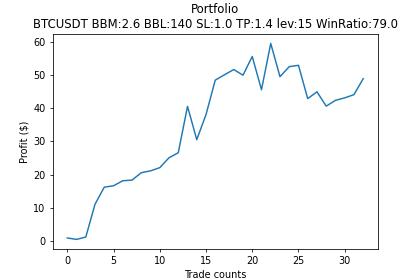 Portfolio
BTCUSDT BBM:2.6 BBL:140 SL:1.0 TP:1.4 lev:15 WinRatio:79.0
Profit ($)
60
50
40
30
20
10
0
0 5 10 15 20 25 30
Trade counts